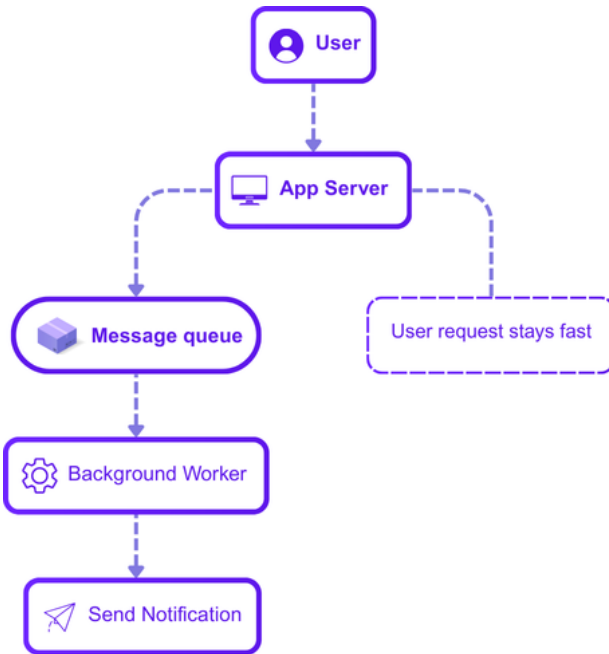 User
App Server
Message queue
User request stays fast
Background Worker
Send Notification